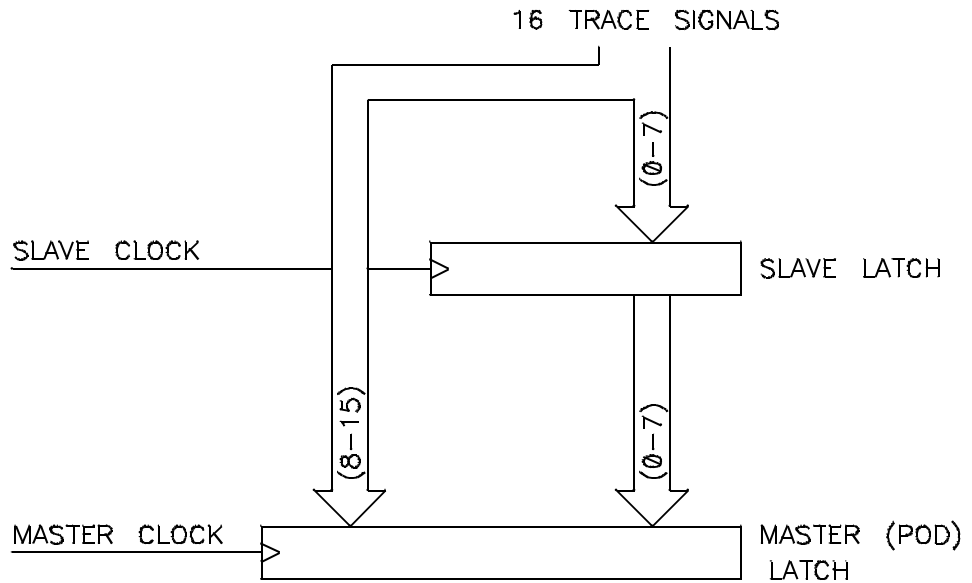 16 TRACE SIGNALS
(0-7)
SLAVE CLOCK
SLAVE LATCH
(8-15)
(0-7)
MASTER CLOCK
MASTER (POD)
LATCH